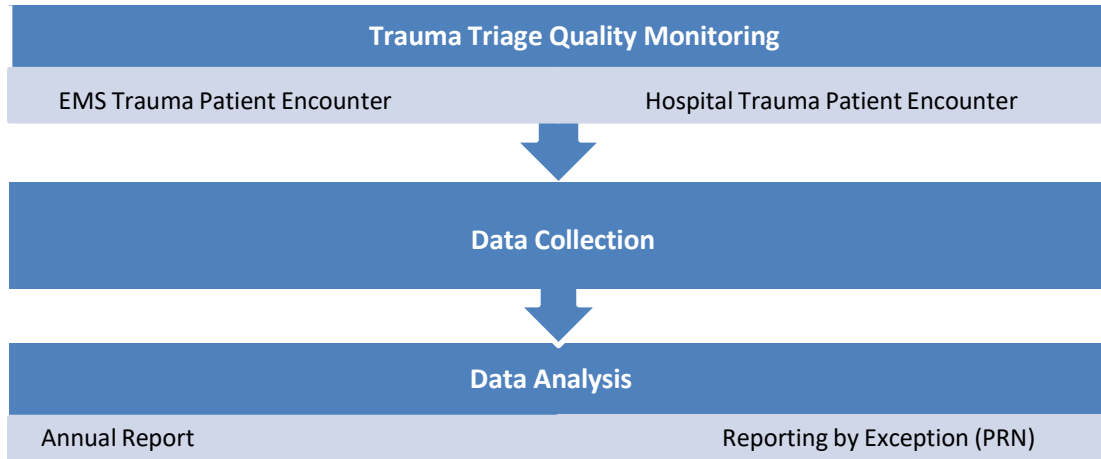 Trauma Triage Quality Monitoring
EMS Trauma Patient Encounter
Hospital Trauma Patient Encounter
Data Collection
Data Analysis
Annual Report
Reporting by Exception (PRN)